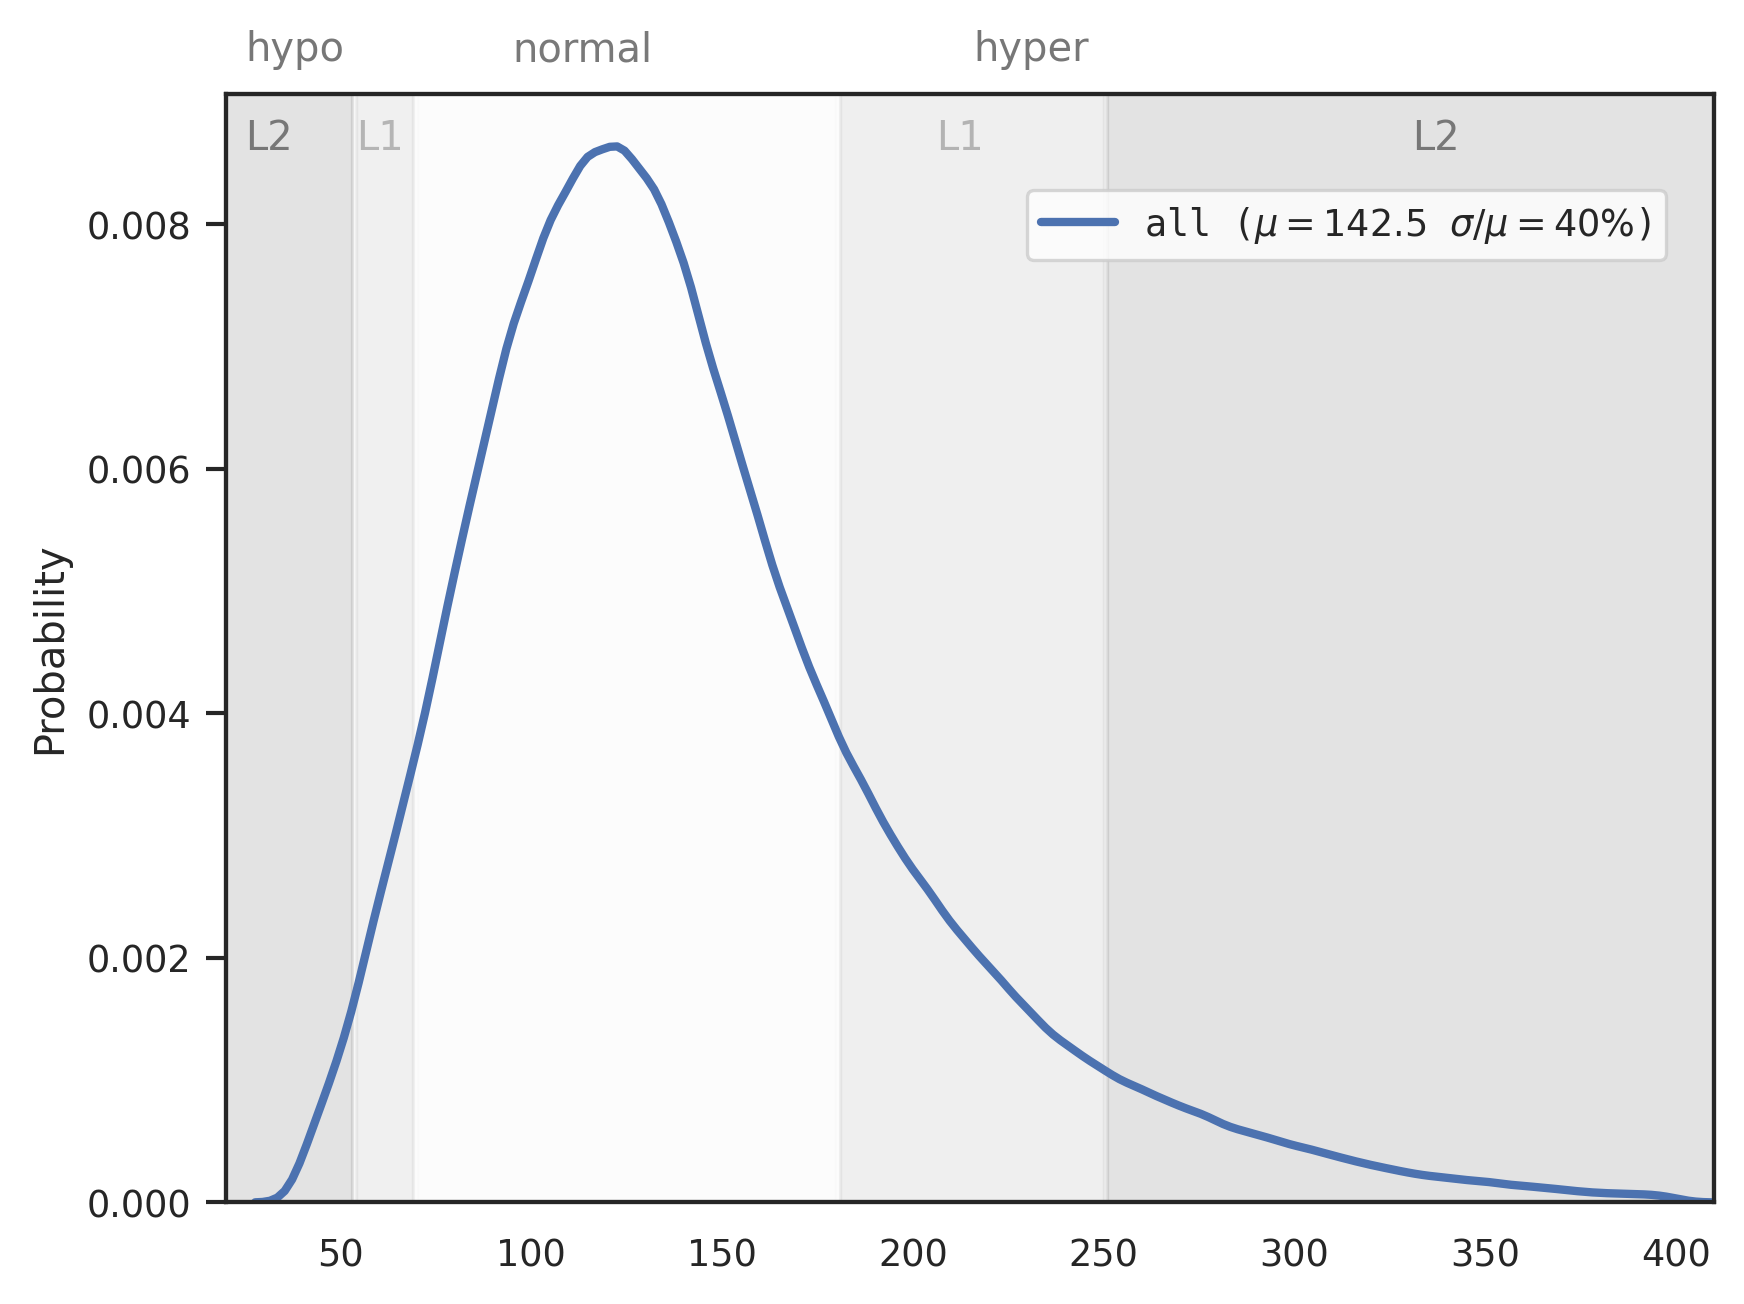 hypo normal hyper
L2 L1 L1 L2
all (μ = 142.5 σ/μ = 40%)
Probability
0.008
0.006
0.004
0.002
0.000
50 100 150 200 250 300 350 400